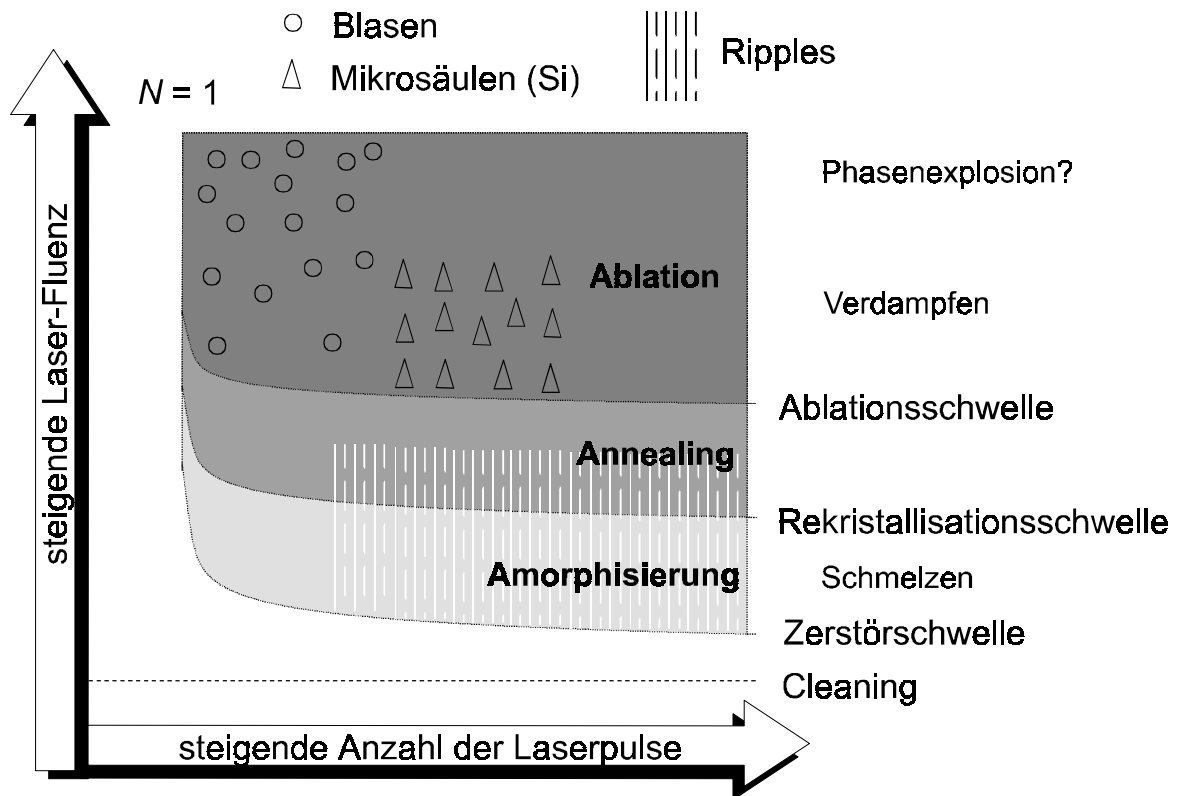 Blasen
Mikrosäulen (Si)
Ripples
N = 1
steigende Laser-Fluenz
Phasenexplosion?
Ablation
Verdampfen
Ablationsschwelle
Annealing
Rekristallisationsschwelle
Amorphisierung
Schmelzen
Zerstörschwelle
Cleaning
steigende Anzahl der Laserpulse